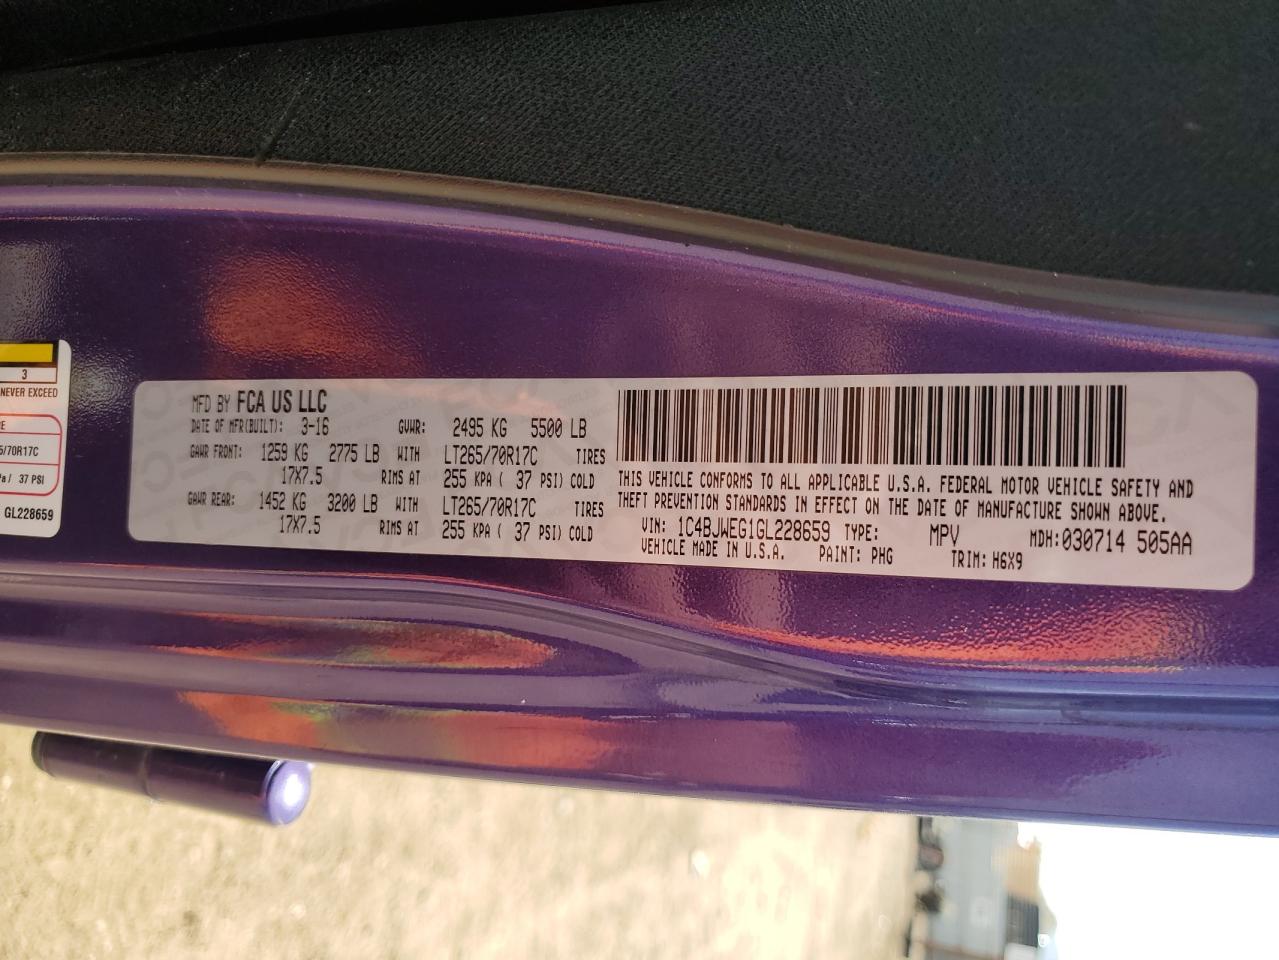 3
NEVER EXCEED
RE
5/70R17C
Pa / 37 PSI
GL228659
MFD BY FCA US LLC
DATE OF MFR(BUILT): 3-16 GVWR: 2495 KG 5500 LB
GAWR FRONT: 1259 KG 2775 LB WITH LT265/70R17C TIRES
17X7.5 RIMS AT 255 KPA ( 37 PSI) COLD
GAWR REAR: 1452 KG 3200 LB WITH LT265/70R17C TIRES
17X7.5 RIMS AT 255 KPA ( 37 PSI) COLD
THIS VEHICLE CONFORMS TO ALL APPLICABLE U.S.A. FEDERAL MOTOR VEHICLE SAFETY AND
THEFT PREVENTION STANDARDS IN EFFECT ON THE DATE OF MANUFACTURE SHOWN ABOVE.
VIN: 1C4BJWEG1GL228659 TYPE: MPV MDH:030714 505AA
VEHICLE MADE IN U.S.A. PAINT: PHG TRIM: H6X9